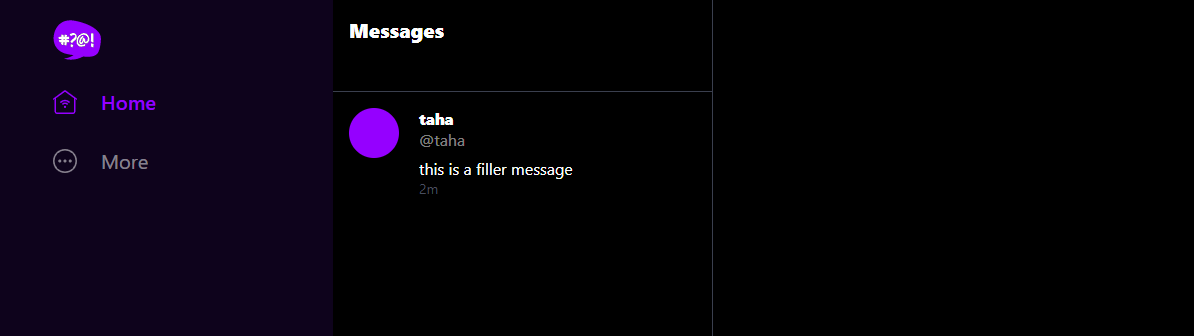 #?@!
Home
More
Messages
taha
@taha
this is a filler message
2m